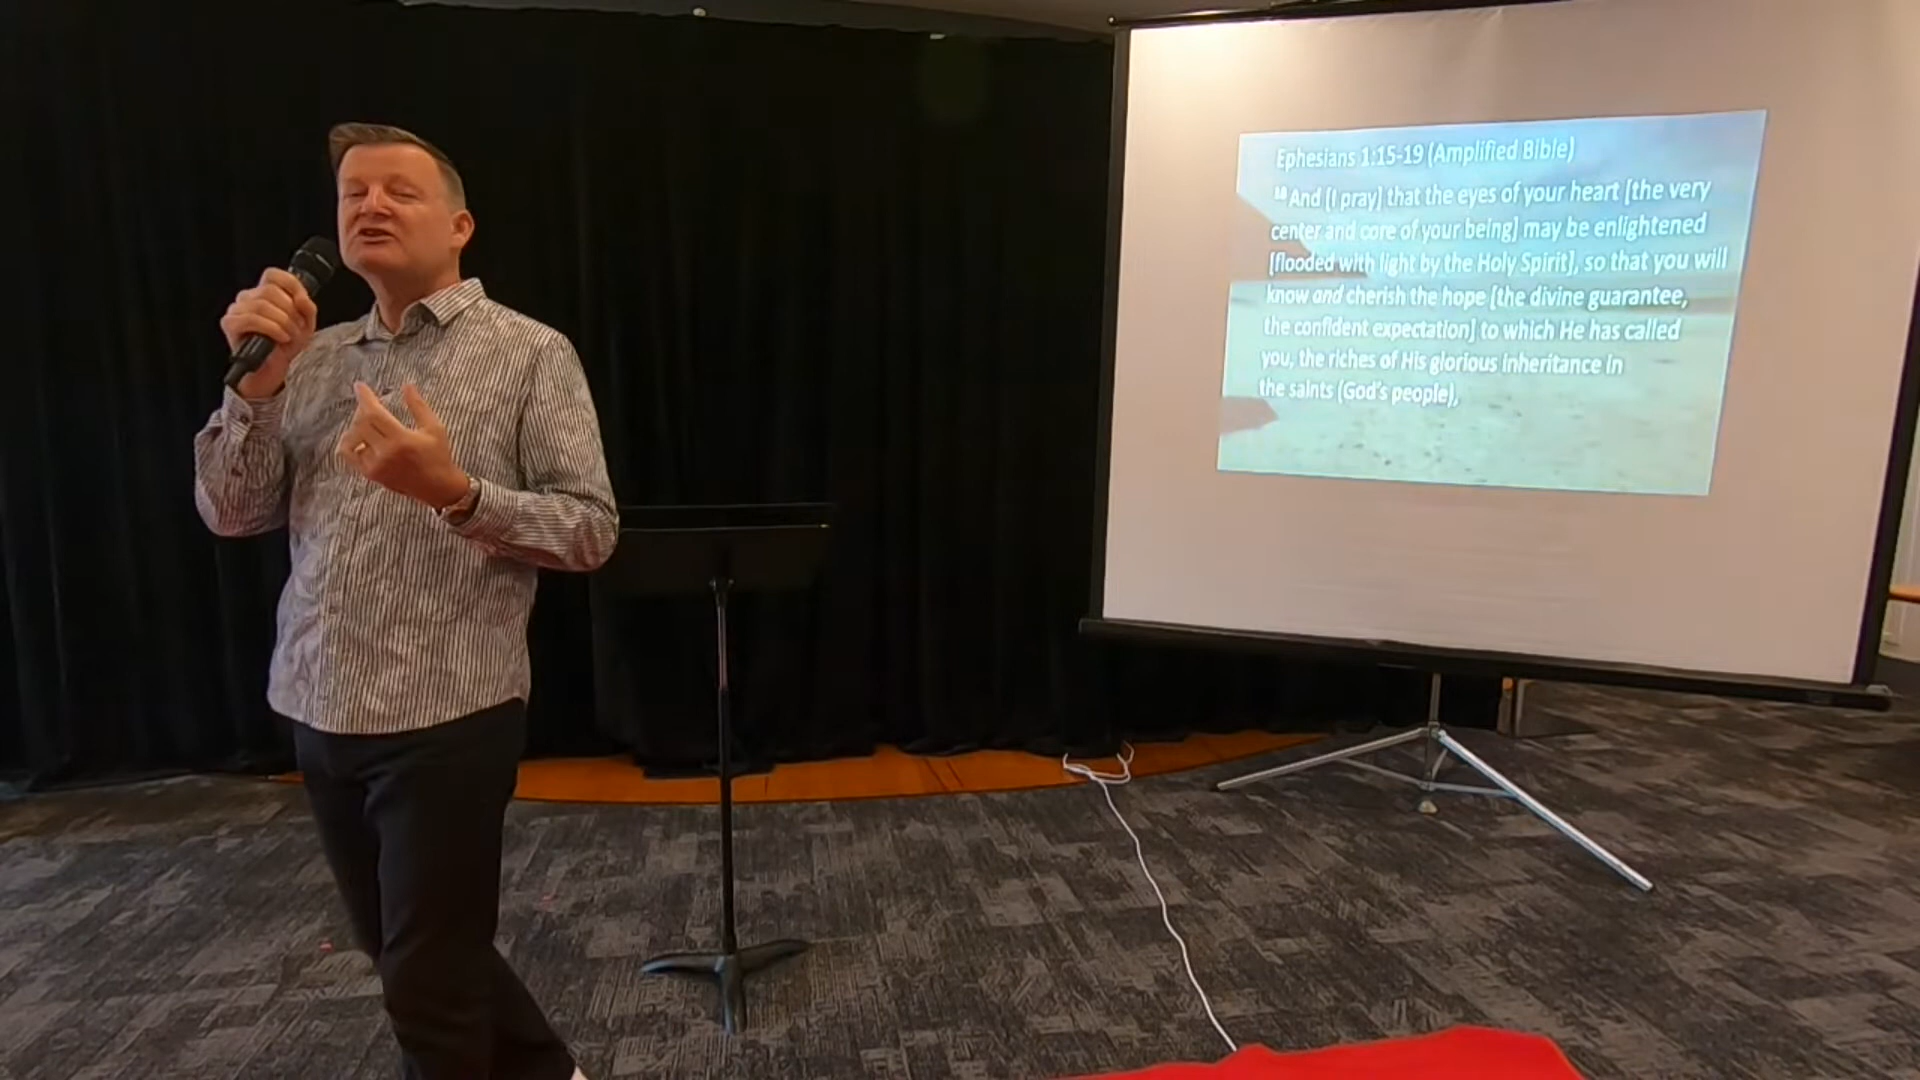 Ephesians 1:15-19 (Amplified Bible)
18 And [I pray] that the eyes of your heart [the very
center and core of your being] may be enlightened
[flooded with light by the Holy Spirit], so that you will
know and cherish the hope [the divine guarantee,
the confident expectation] to which He has called
you, the riches of His glorious inheritance in
the saints (God's people),